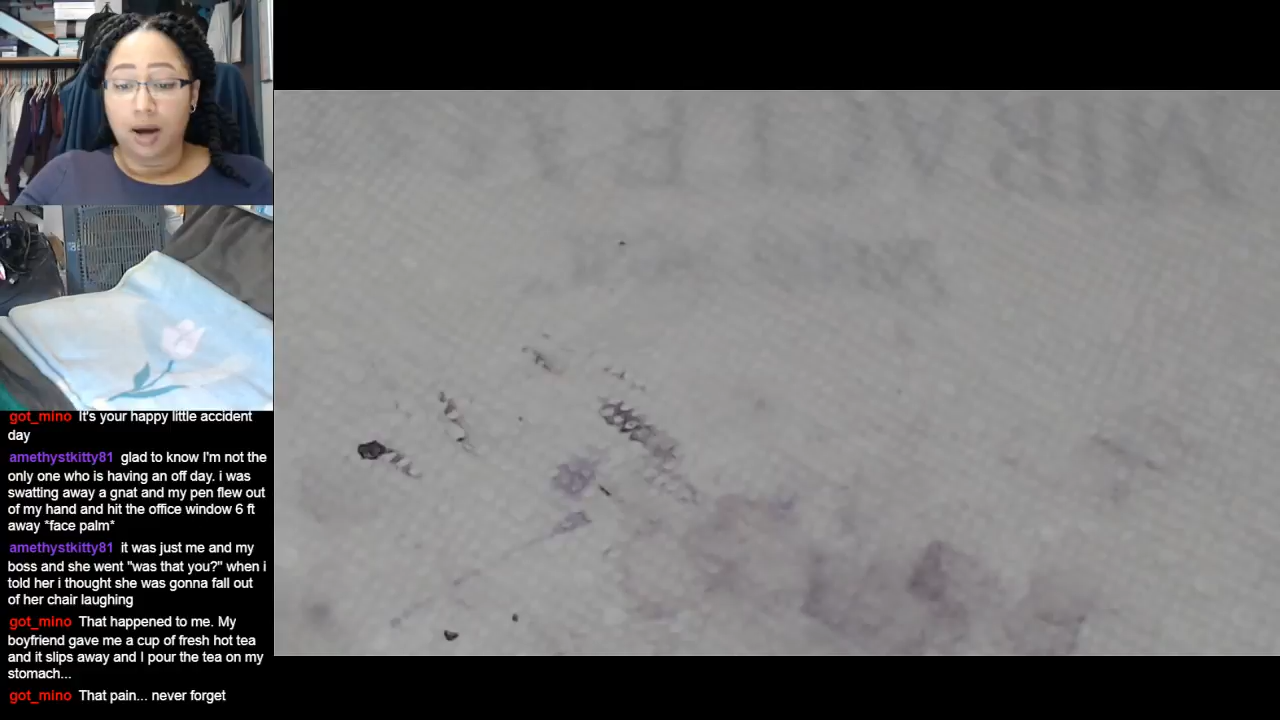 got_mino It's your happy little accident
day
amethystkitty81 glad to know I'm not the
only one who is having an off day. i was
swatting away a gnat and my pen flew out
of my hand and hit the office window 6 ft
away *face palm*
amethystkitty81 it was just me and my
boss and she went "was that you?" when i
told her i thought she was gonna fall out
of her chair laughing
got_mino That happened to me. My
boyfriend gave me a cup of fresh hot tea
and it slips away and I pour the tea on my
stomach...
got_mino That pain... never forget